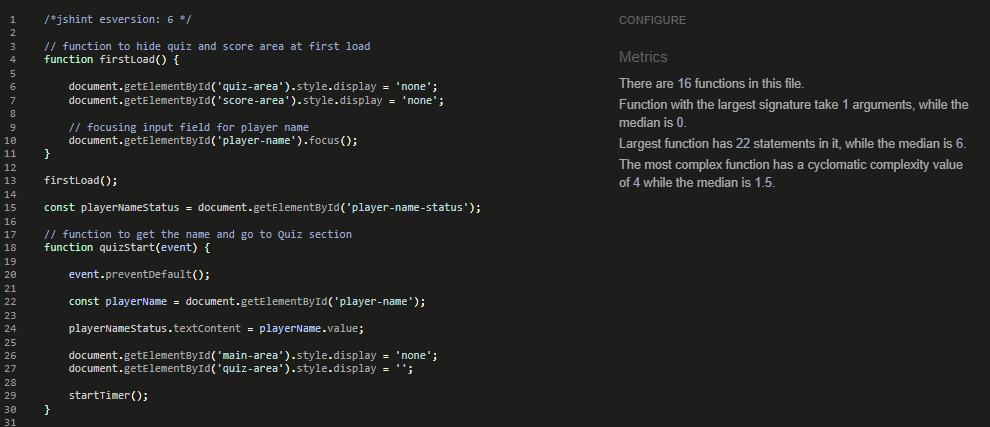 1 /*jshint esversion: 6 */
2
3 // function to hide quiz and score area at first load
4 function firstLoad() {
5
6 document.getElementById('quiz-area').style.display = 'none';
7 document.getElementById('score-area').style.display = 'none';
8
9 // focusing input field for player name
10 document.getElementById('player-name').focus();
11 }
12
13 firstLoad();
14
15 const playerNameStatus = document.getElementById('player-name-status');
16
17 // function to get the name and go to Quiz section
18 function quizStart(event) {
19
20 event.preventDefault();
21
22 const playerName = document.getElementById('player-name');
23
24 playerNameStatus.textContent = playerName.value;
25
26 document.getElementById('main-area').style.display = 'none';
27 document.getElementById('quiz-area').style.display = '';
28
29 startTimer();
30 }
31
CONFIGURE
Metrics
There are 16 functions in this file.
Function with the largest signature take 1 arguments, while the
median is 0.
Largest function has 22 statements in it, while the median is 6.
The most complex function has a cyclomatic complexity value
of 4 while the median is 1.5.